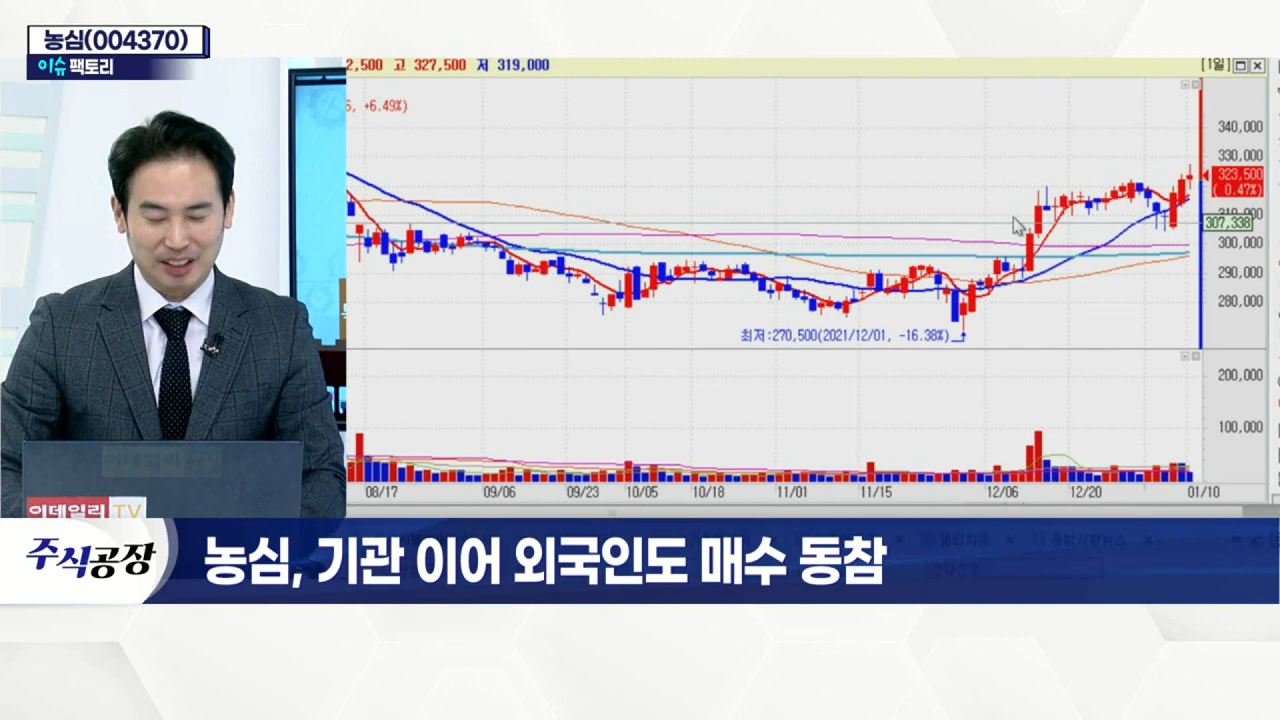 농심(004370)
이슈 팩토리
2,500 고 327,500 저 319,000
[1일]
6, +6.49%)
340,000
330,000
323,500
( 0.47%)
310,000
307,338
300,000
290,000
280,000
최저:270,500(2021/12/01, -16.38%)
200,000
100,000
08/17 09/06 09/23 10/05 10/18 11/01 11/15 12/06 12/20 01/10
이데일리 TV
주식공장
농심, 기관 이어 외국인도 매수 동참